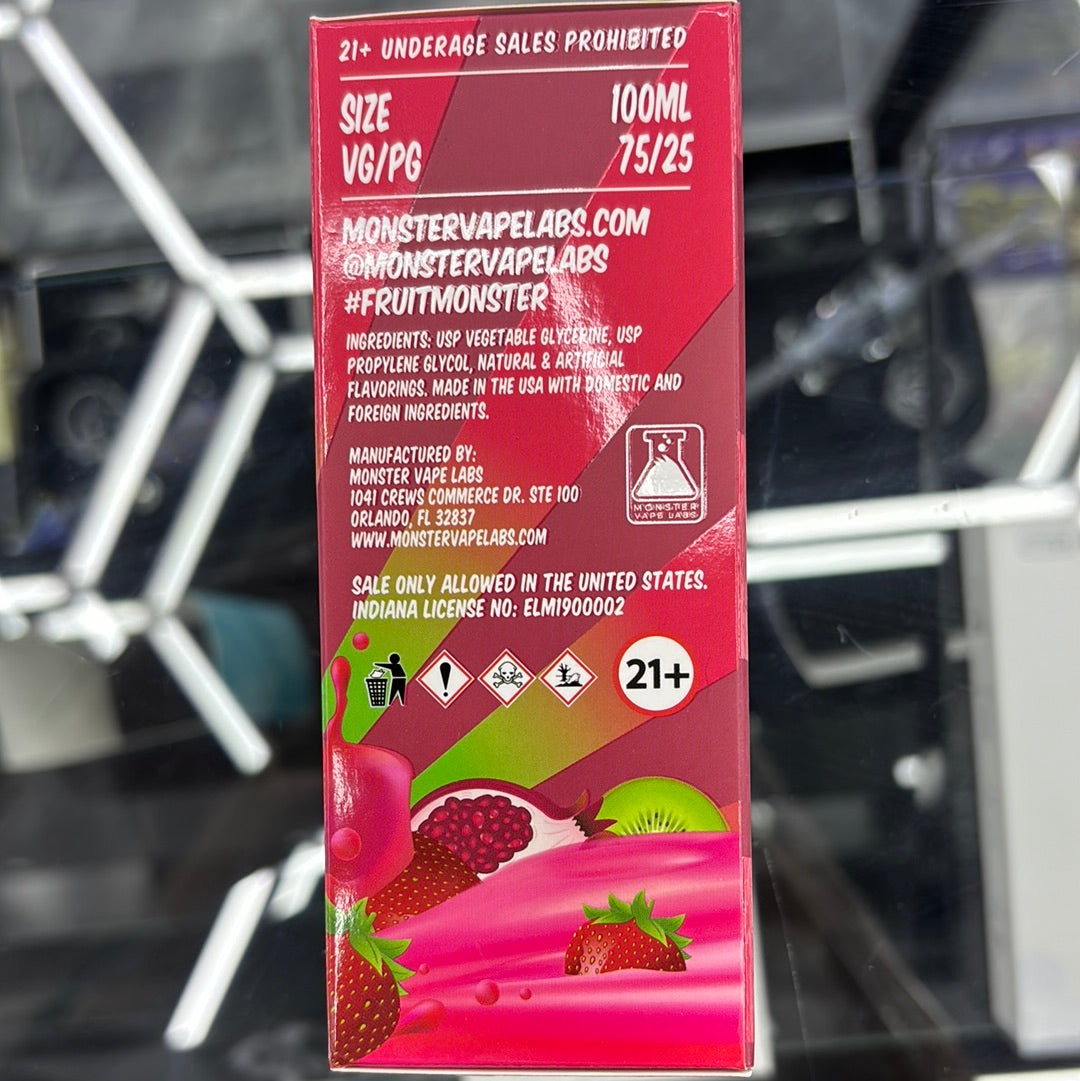 21+ UNDERAGE SALES PROHIBITED
SIZE 100ML
VG/PG 75/25
MONSTERVAPELABS.COM
@MONSTERVAPELABS
#FRUITMONSTER
INGREDIENTS: USP VEGETABLE GLYCERINE, USP
PROPYLENE GLYCOL, NATURAL & ARTIFICIAL
FLAVORINGS. MADE IN THE USA WITH DOMESTIC AND
FOREIGN INGREDIENTS.
MANUFACTURED BY:
MONSTER VAPE LABS
1041 CREWS COMMERCE DR. STE 100
ORLANDO, FL 32837
WWW.MONSTERVAPELABS.COM
MONSTER
VAPE LABS
SALE ONLY ALLOWED IN THE UNITED STATES.
INDIANA LICENSE NO: ELM1900002
21+